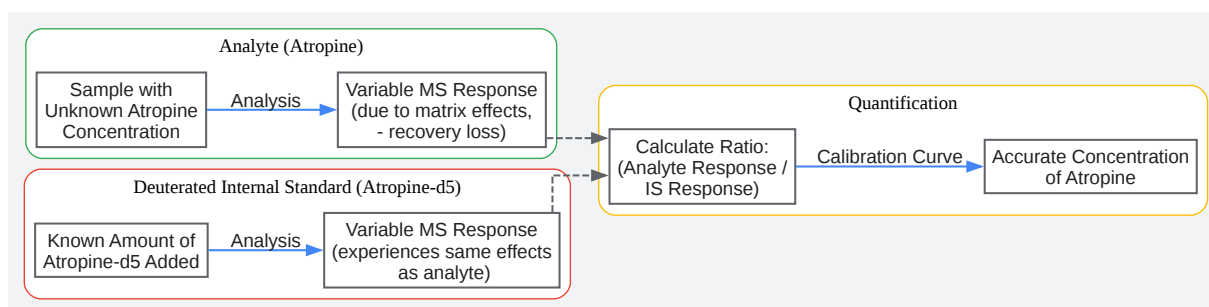 Analyte (Atropine)
Sample with
Unknown Atropine
Concentration
Analysis
Variable MS Response
(due to matrix effects,
- recovery loss)
Deuterated Internal Standard (Atropine-d5)
Known Amount of
Atropine-d5 Added
Analysis
Variable MS Response
(experiences same effects
as analyte)
Quantification
Calculate Ratio:
(Analyte Response /
IS Response)
Calibration Curve
Accurate Concentration
of Atropine